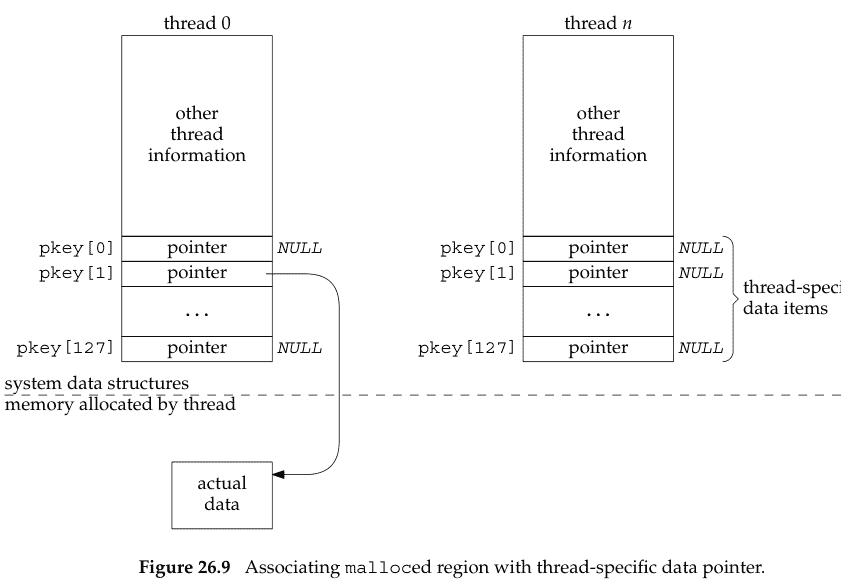 thread 0
thread n
other
thread
information
other
thread
information
pkey[0] pointer NULL
pkey[0] pointer NULL
pkey[1] pointer
pkey[1] pointer NULL
thread-speci
data items
...
...
pkey[127] pointer NULL
pkey[127] pointer NULL
system data structures
memory allocated by thread
actual
data
Figure 26.9 Associating malloced region with thread-specific data pointer.